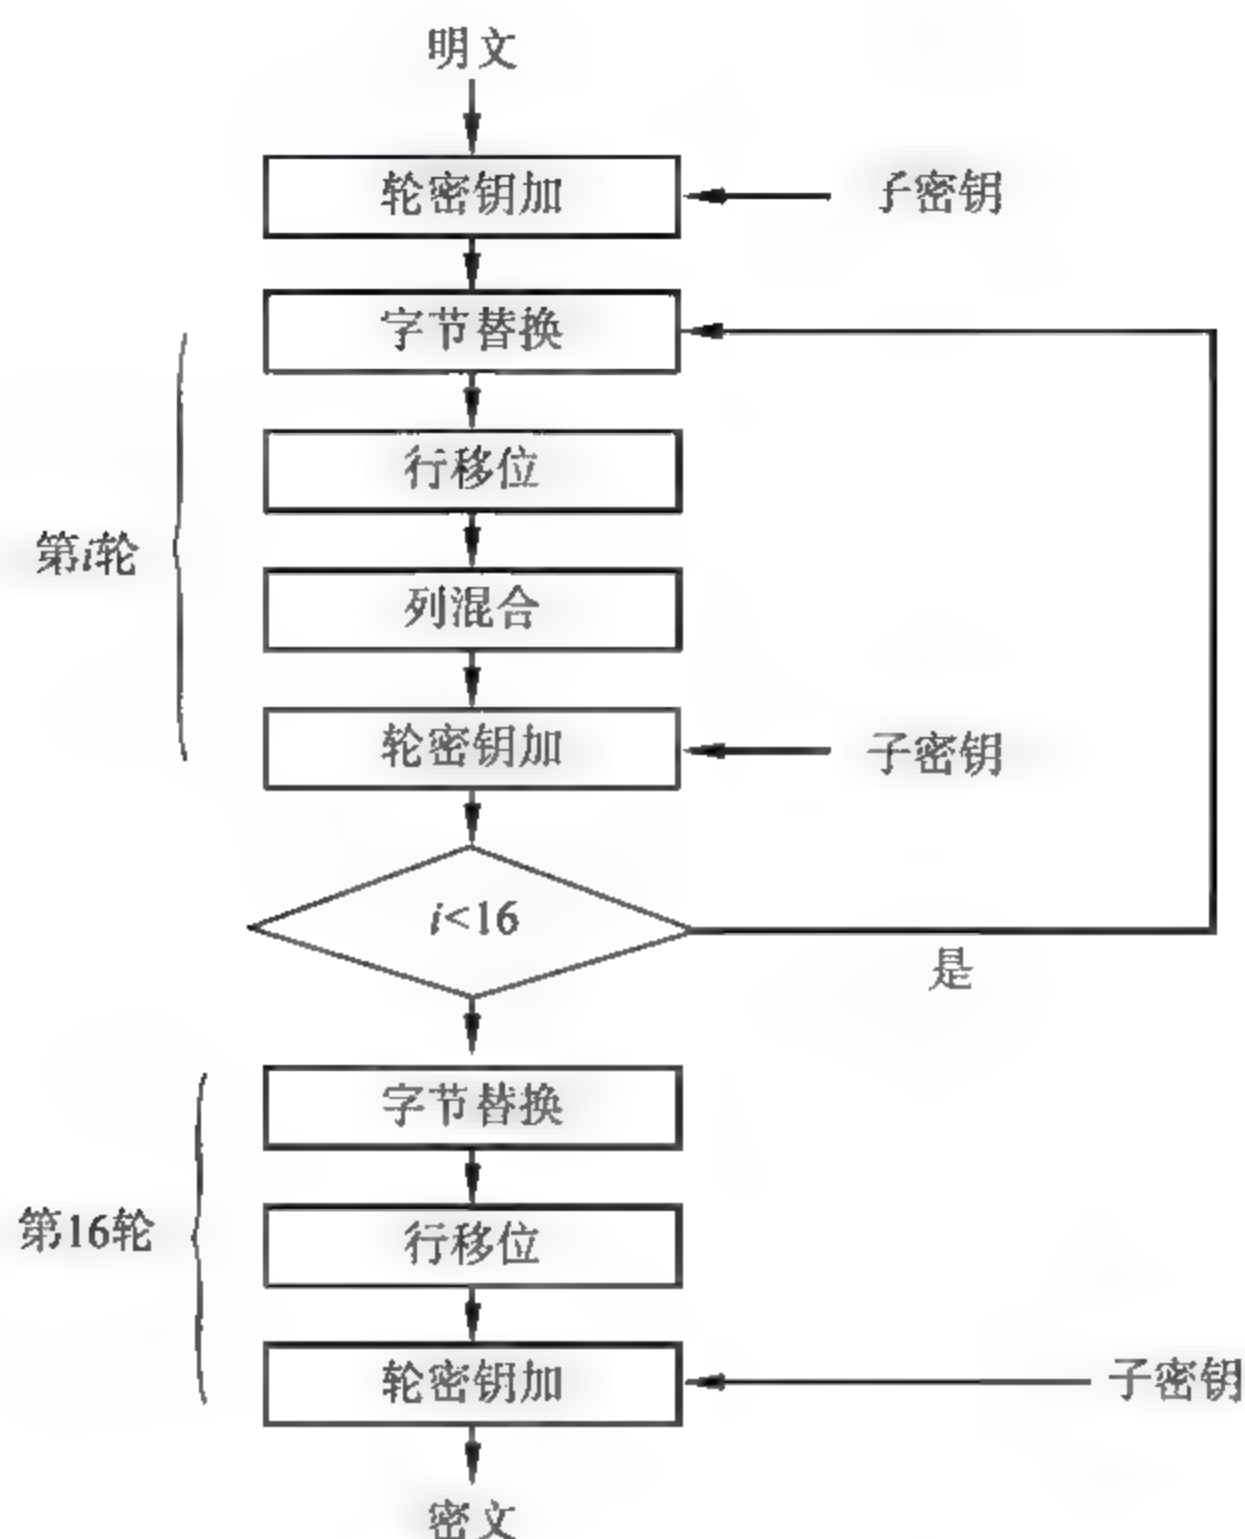 明文
轮密钥加
子密钥
字节替换
行移位
第i轮
列混合
轮密钥加
子密钥
i<16
是
字节替换
第16轮
行移位
轮密钥加
子密钥
密文